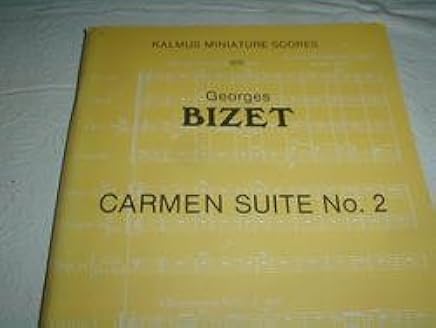 KALMUS MINIATURE SCORES
Georges
BIZET
CARMEN SUITE No. 2